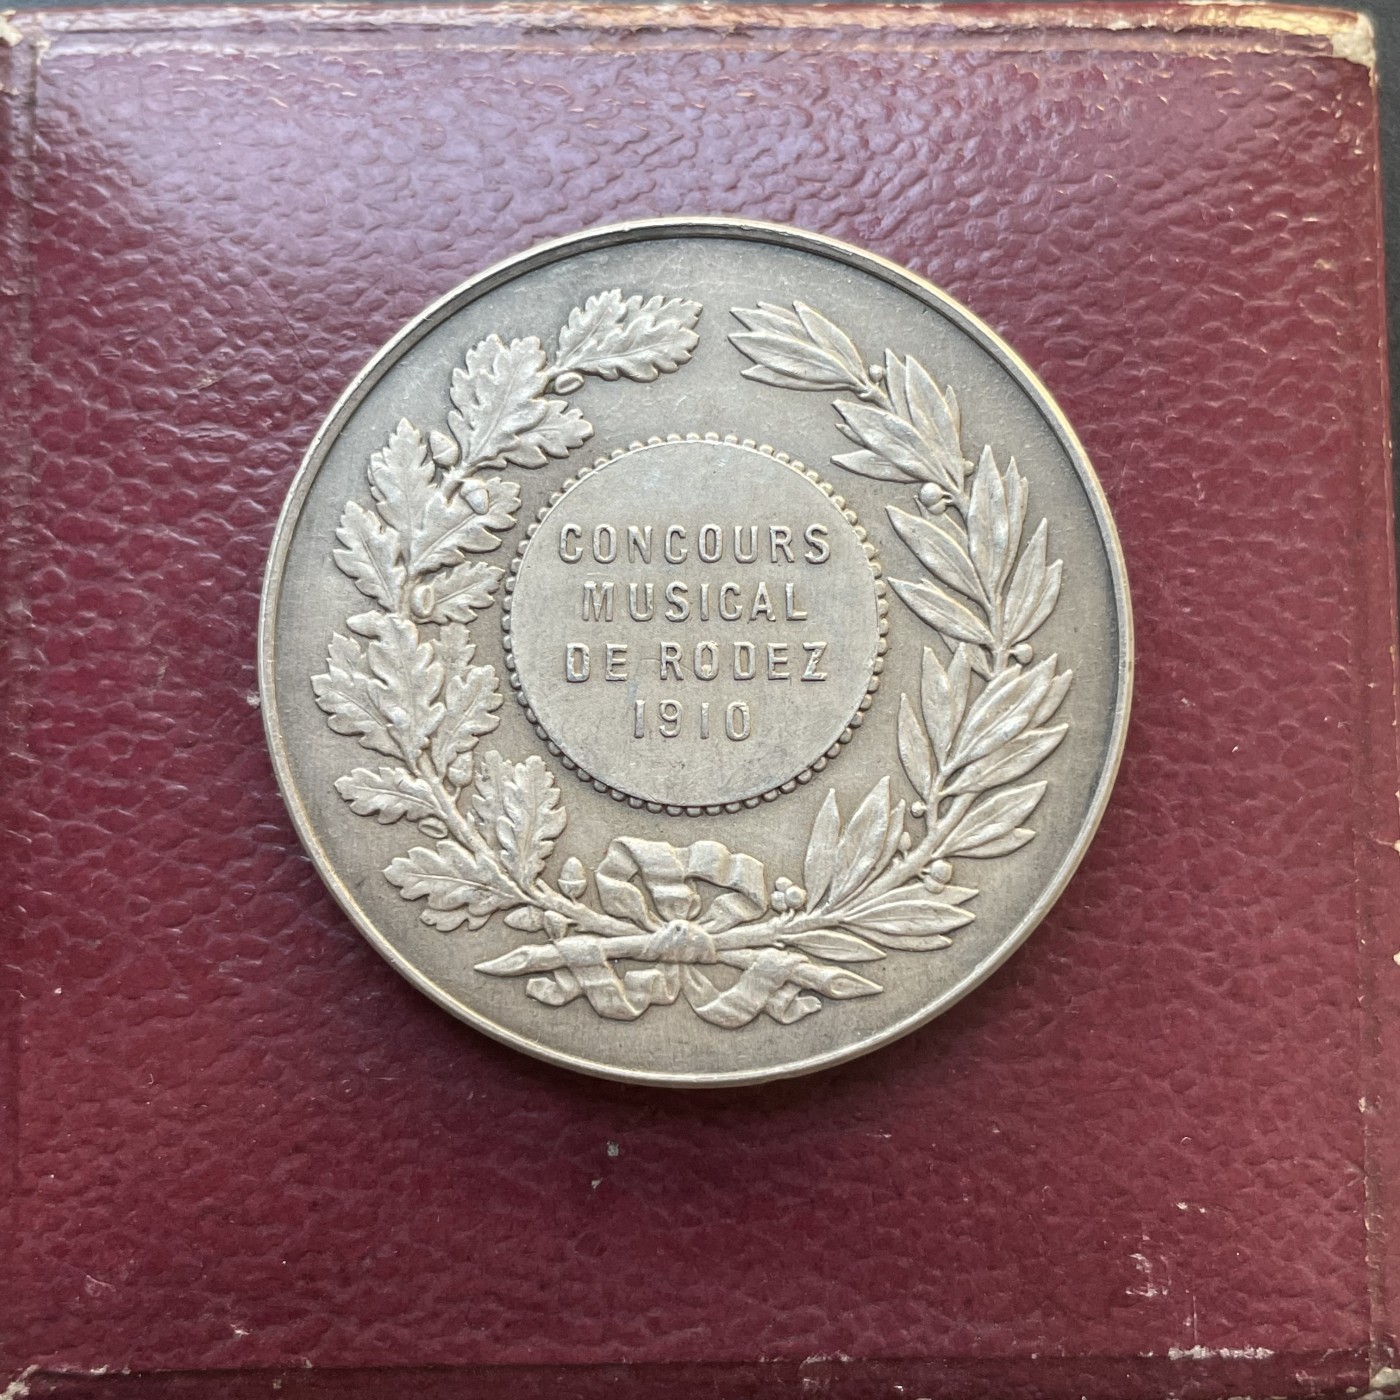 CONCOURS
MUSICAL
DE RODEZ
1910